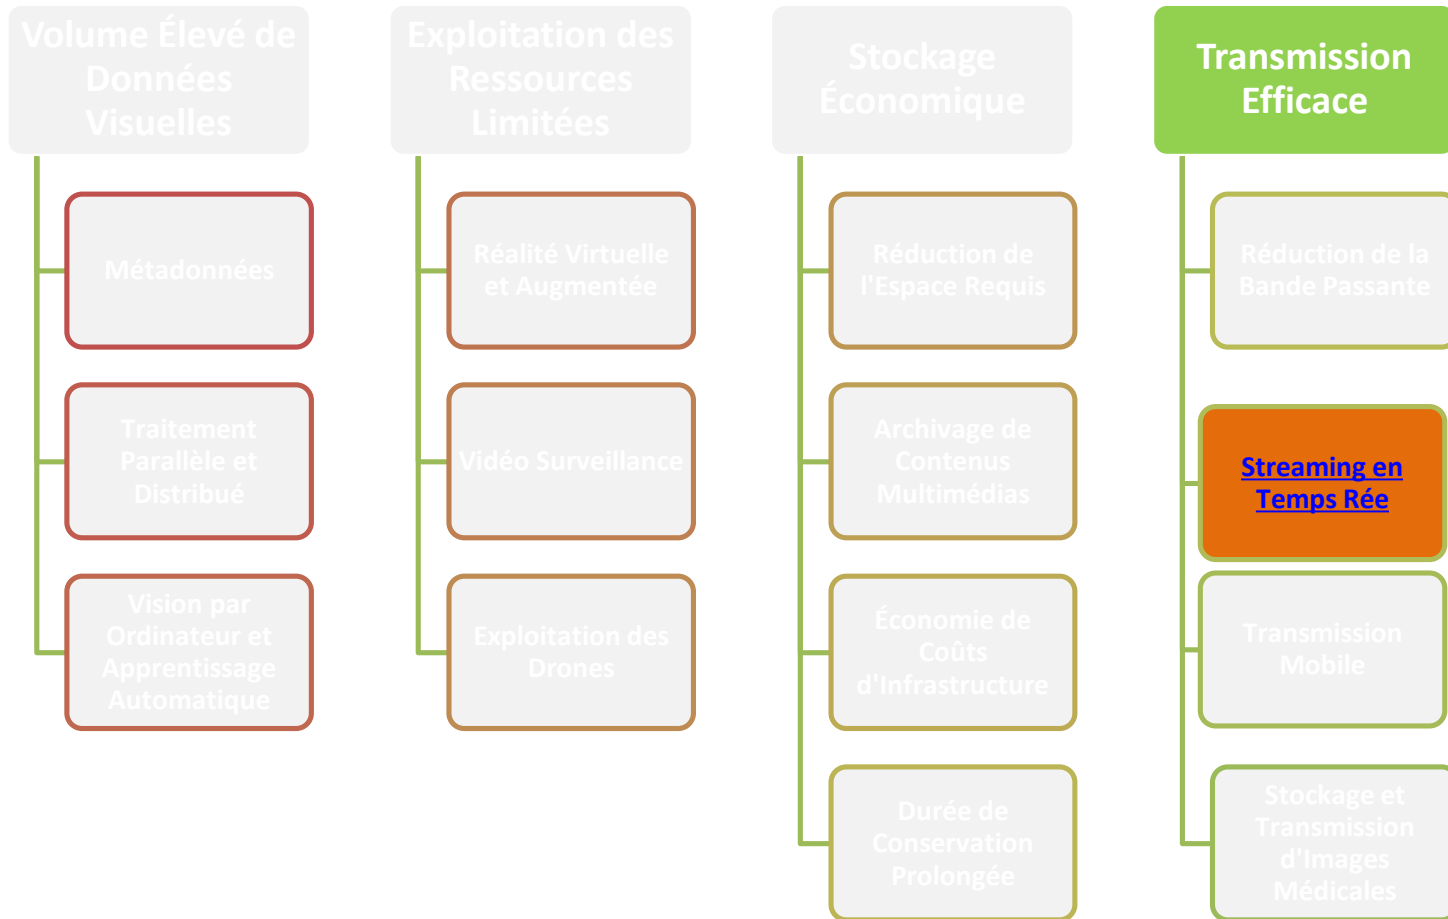 Volume Élevé de
Données
Visuelles
Métadonnées
Traitement
Parallèle et
Distribué
Vision par
Ordinateur et
Apprentissage
Automatique
Exploitation des
Ressources
Limitées
Réalité Virtuelle
et Augmentée
Vidéo Surveillance
Exploitation des
Drones
Stockage
Économique
Réduction de
l'Espace Requis
Archivage de
Contenus
Multimédias
Économie de
Coûts
d'Infrastructure
Durée de
Conservation
Prolongée
Transmission
Efficace
Réduction de la
Bande Passante
Streaming en
Temps Rée
Transmission
Mobile
Stockage et
Transmission
d'Images
Médicales